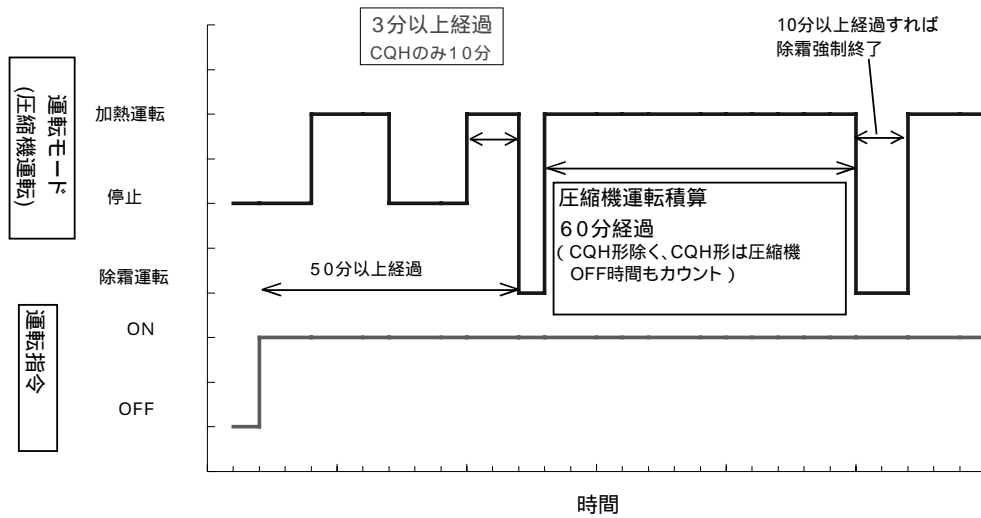 3分以上経過
CQHのみ10分
10分以上経過すれば
除霜強制終了
運転モード
(圧縮機運転)
加熱運転
停止
除霜運転
圧縮機運転積算
60分経過
( CQH形除く、CQH形は圧縮機
OFF時間もカウント )
50分以上経過
運転指令
ON
OFF
時間